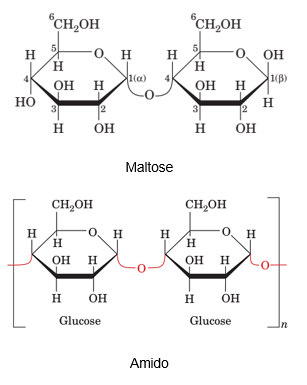 6 CH₂OH 6 CH₂OH
H 5 O H H 5 O OH
4 H 1(α) 4 H 1(β)
OH H OH H
HO 3 2 O 3 2 H
H OH H OH
Maltose
CH₂OH CH₂OH
H O H H O H
H H
OH H O OH H O
H OH H OH
Glucose Glucose n
Amido